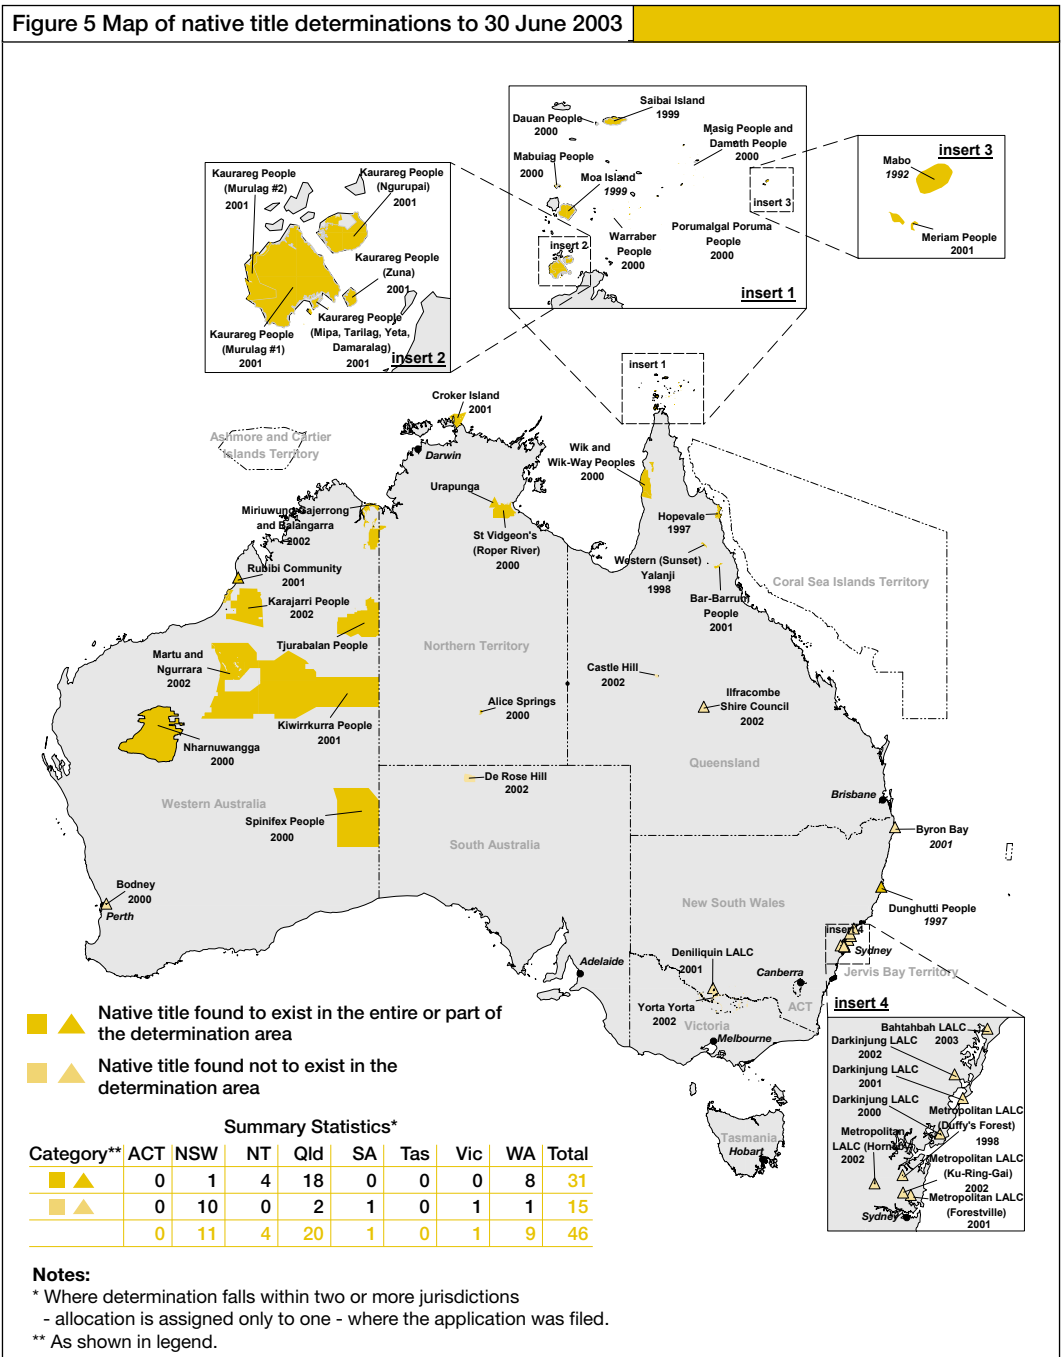 Figure 5 Map of native title determinations to 30 June 2003
Saibai Island
1999
Dauan People
2000
Masig People and
Damuth People
2000
Mabuiag People
2000
Moa Island
1999
insert 3
Warraber
People
2000
Porumalgal Poruma
People
2000
insert 2
insert 1
insert 3
Mabo
1992
Meriam People
2001
Kaurareg People
(Murulag #2)
2001
Kaurareg People
(Ngurupai)
2001
Kaurareg People
(Zuna)
2001
Kaurareg People
(Mipa, Tarilag, Yeta,
Damaralag)
2001
Kaurareg People
(Murulag #1)
2001
insert 2
insert 1
Croker Island
2001
Ashmore and Cartier
Islands Territory
Darwin
Wik and
Wik-Way Peoples
2000
Urapunga
Miriuwung Gajerrong
and Balangarra
2002
St Vidgeon's
(Roper River)
2000
Hopevale
1997
Western (Sunset)
Yalanji
1998
Bar-Barrum
People
2001
Coral Sea Islands Territory
Rubibi Community
2001
Karajarri People
2002
Tjurabalan People
Northern Territory
Martu and
Ngurrara
2002
Castle Hill
2002
Ilfracombe
Shire Council
2002
Alice Springs
2000
Kiwirrkurra People
2001
Nharnuwangga
2000
Queensland
De Rose Hill
2002
Western Australia
Spinifex People
2000
Brisbane
South Australia
Byron Bay
2001
Bodney
2000
Perth
New South Wales
Dunghutti People
1997
insert 4
Sydney
Deniliquin LALC
2001
Adelaide
Canberra
Jervis Bay Territory
ACT
Yorta Yorta
2002
Victoria
Melbourne
insert 4
Bahtahbah LALC
2003
Darkinjung LALC
2002
Darkinjung LALC
2001
Darkinjung LALC
2000
Metropolitan LALC
(Duffy's Forest)
1998
Metropolitan
LALC (Hornsby)
2002
Metropolitan LALC
(Ku-Ring-Gai)
2002
Metropolitan LALC
(Forestville)
2001
Sydney
Tasmania
Hobart
Native title found to exist in the entire or part of
the determination area
Native title found not to exist in the
determination area
Summary Statistics*
Category** ACT NSW NT Qld SA Tas Vic WA Total
0 1 4 18 0 0 0 8 31
0 10 0 2 1 0 1 1 15
0 11 4 20 1 0 1 9 46
Notes:
* Where determination falls within two or more jurisdictions
- allocation is assigned only to one - where the application was filed.
** As shown in legend.